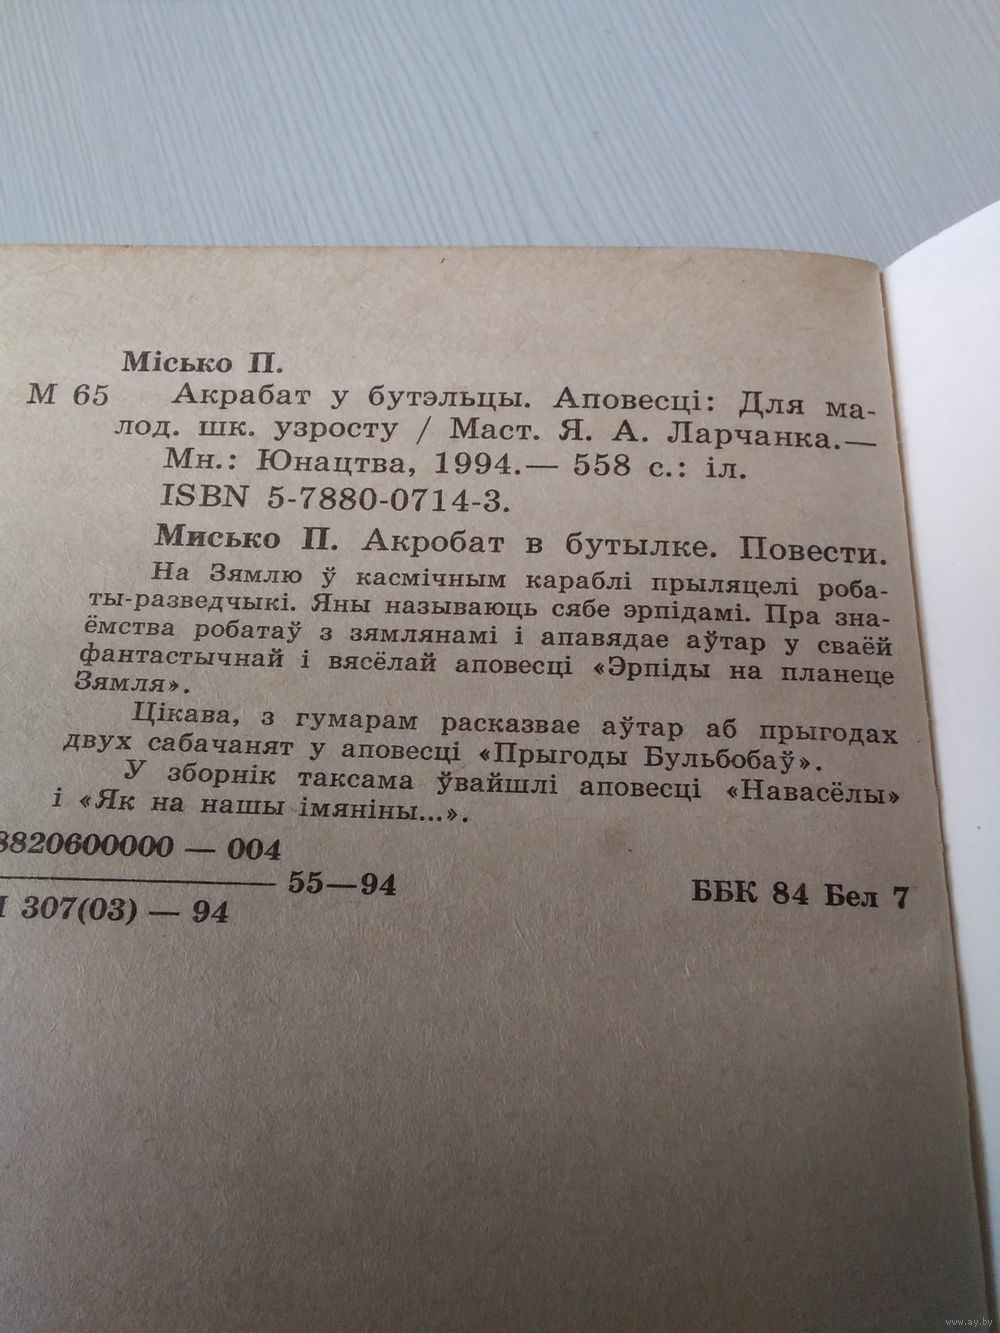 Місько П.
М 65 Акрабат у бутэльцы. Аповесці: Для ма-
лод. шк. узросту / Маст. Я. А. Ларчанка.—
Мн.: Юнацтва, 1994.— 558 с.: іл.
ISBN 5-7880-0714-3.
Мисько П. Акробат в бутылке. Повести.
На Зямлю ў касмічным караблі прыляцелі роба-
ты-разведчыкі. Яны называюць сябе эрпідамі. Пра зна-
ёмства робатаў з зямлянамі і апавядае аўтар у сваёй
фантастычнай і вясёлай аповесці «Эрпіды на планеце
Зямля».
Цікава, з гумарам расказвае аўтар аб прыгодах
двух сабачанят у аповесці «Прыгоды Бульбобаў».
У зборнік таксама ўвайшлі аповесці «Навасёлы»
і «Як на нашы імяніны...».
8820600000 — 004
55—94
307(03) — 94
ББК 84 Бел 7
www.ay.by